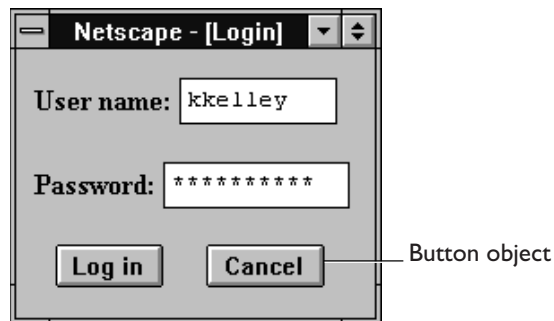 Netscape - [Login]
User name: kkelley
Password: **********
Log in Cancel
Button object